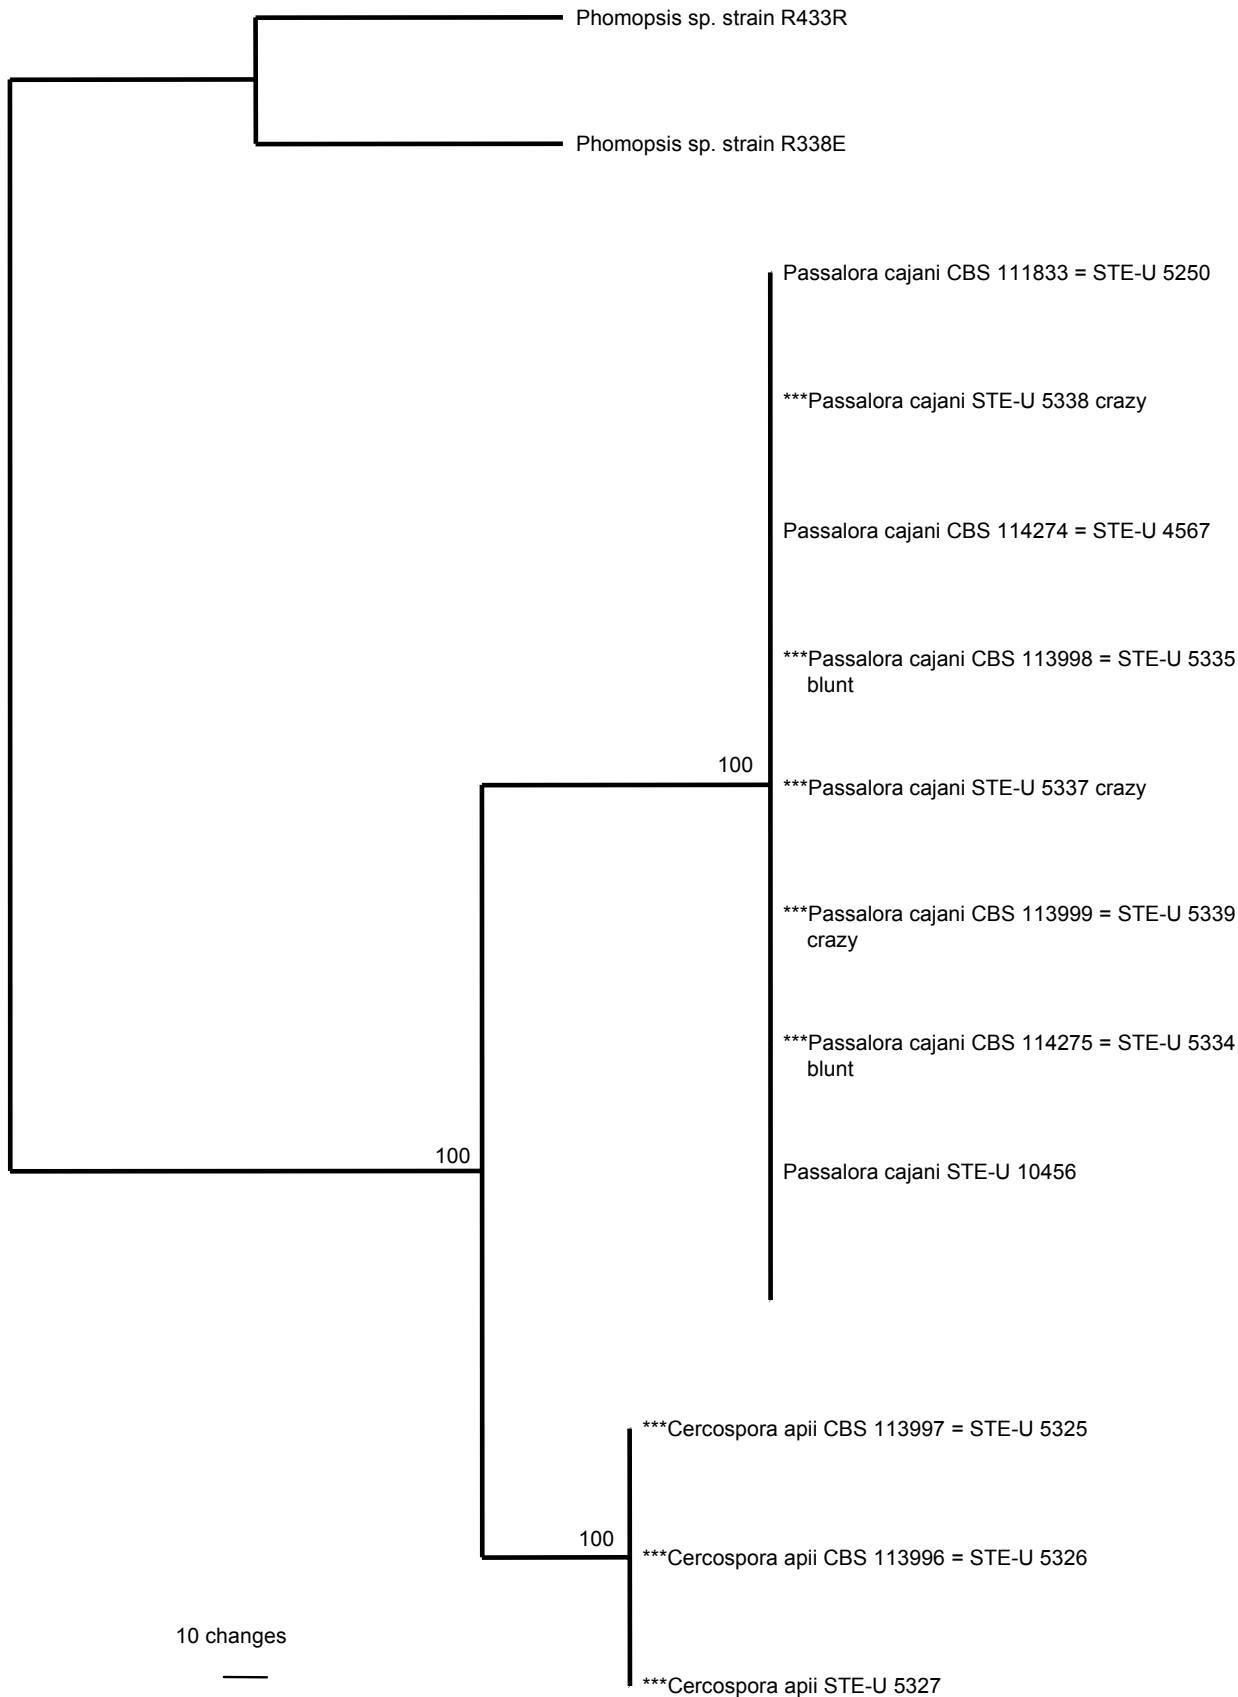 Phomopsis sp. strain R433R
Phomopsis sp. strain R338E
Passalora cajani CBS 111833 = STE-U 5250
***Passalora cajani STE-U 5338 crazy
Passalora cajani CBS 114274 = STE-U 4567
***Passalora cajani CBS 113998 = STE-U 5335
blunt
100
***Passalora cajani STE-U 5337 crazy
***Passalora cajani CBS 113999 = STE-U 5339
crazy
***Passalora cajani CBS 114275 = STE-U 5334
blunt
100
Passalora cajani STE-U 10456
***Cercospora apii CBS 113997 = STE-U 5325
100
***Cercospora apii CBS 113996 = STE-U 5326
10 changes
***Cercospora apii STE-U 5327